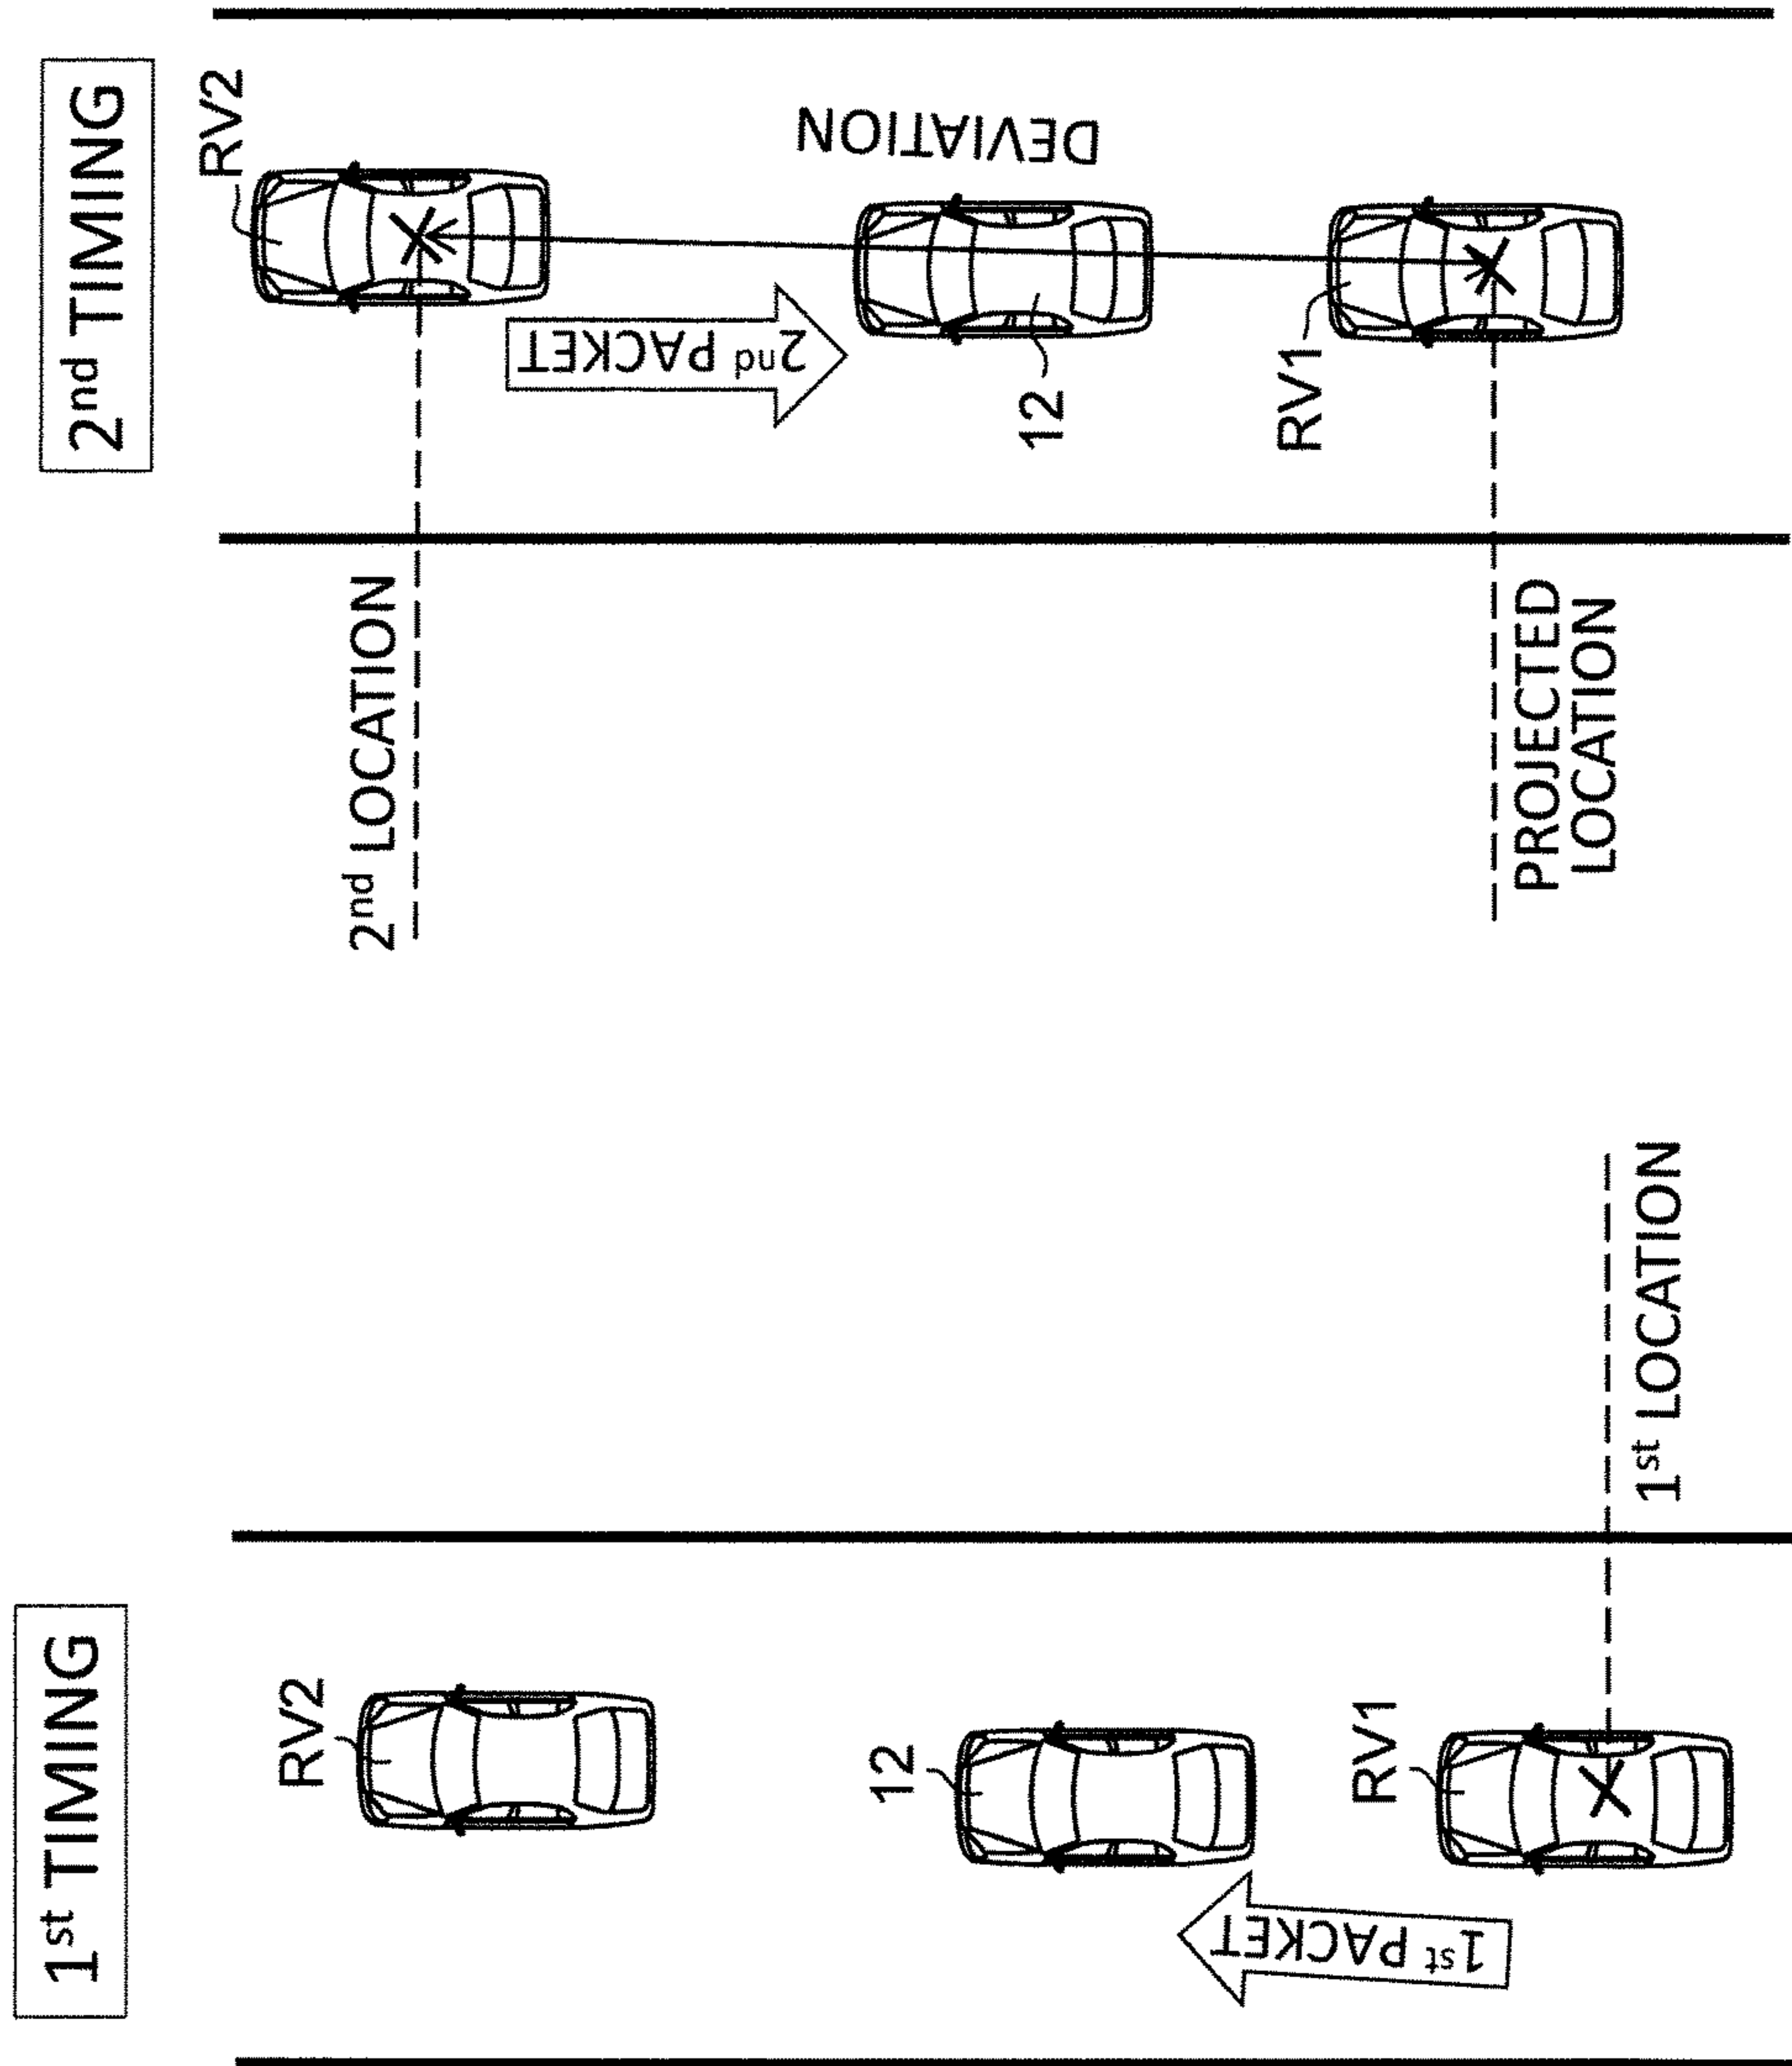 1st TIMING
RV2
12
RV1
1st PACKET
1st LOCATION
2nd TIMING
RV2
DEVIATION
2nd PACKET
12
RV1
2nd LOCATION
PROJECTED
LOCATION